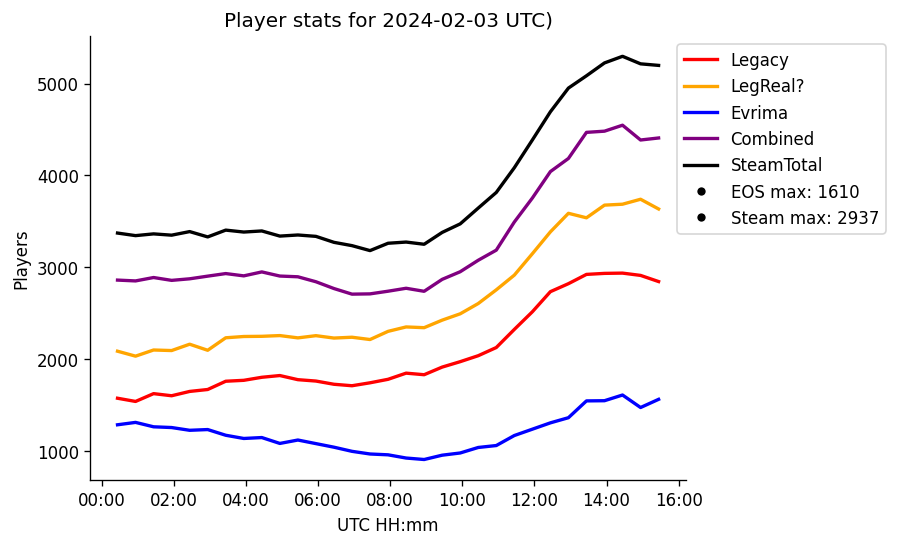 Player stats for 2024-02-03 UTC)
Players
5000
4000
3000
2000
1000
00:00 02:00 04:00 06:00 08:00 10:00 12:00 14:00 16:00
UTC HH:mm
Legacy
LegReal?
Evrima
Combined
SteamTotal
EOS max: 1610
Steam max: 2937